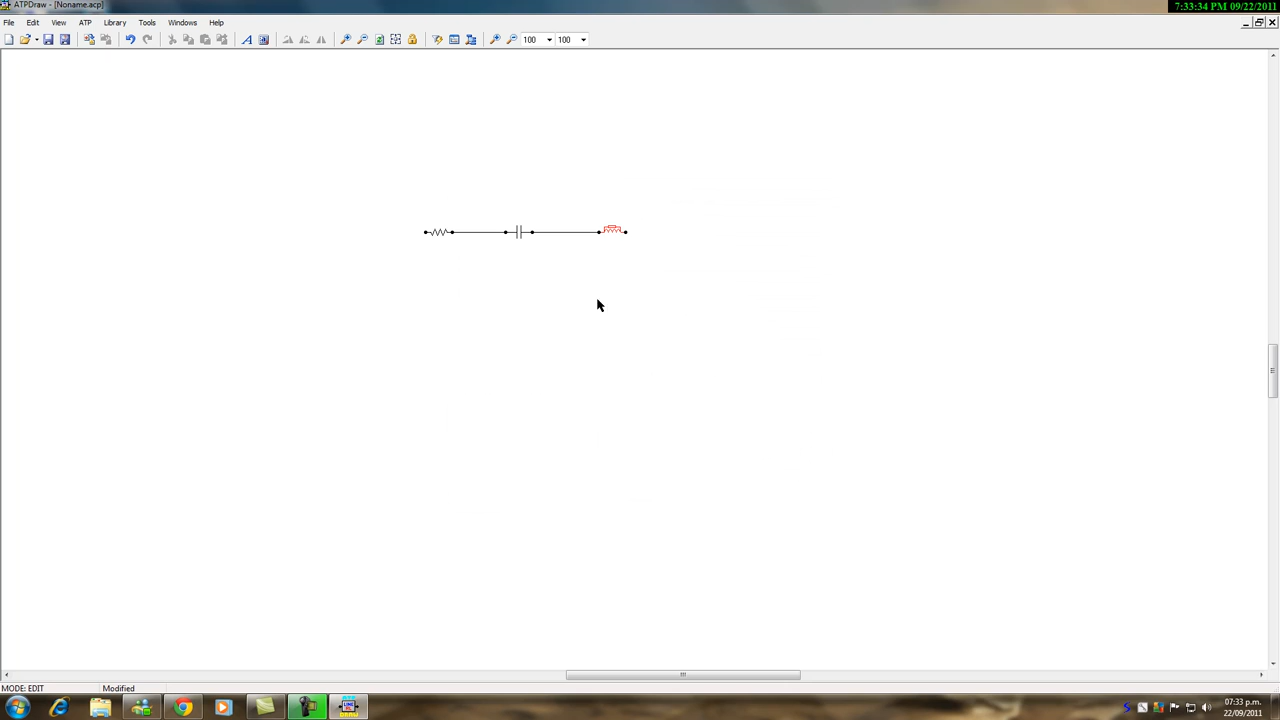 ATPDraw - [Noname.acp]
7:33:34 PM 09/22/2011
File Edit View ATP Library Tools Windows Help
100 100
MODE: EDIT Modified
07:33 p.m.
22/09/2011